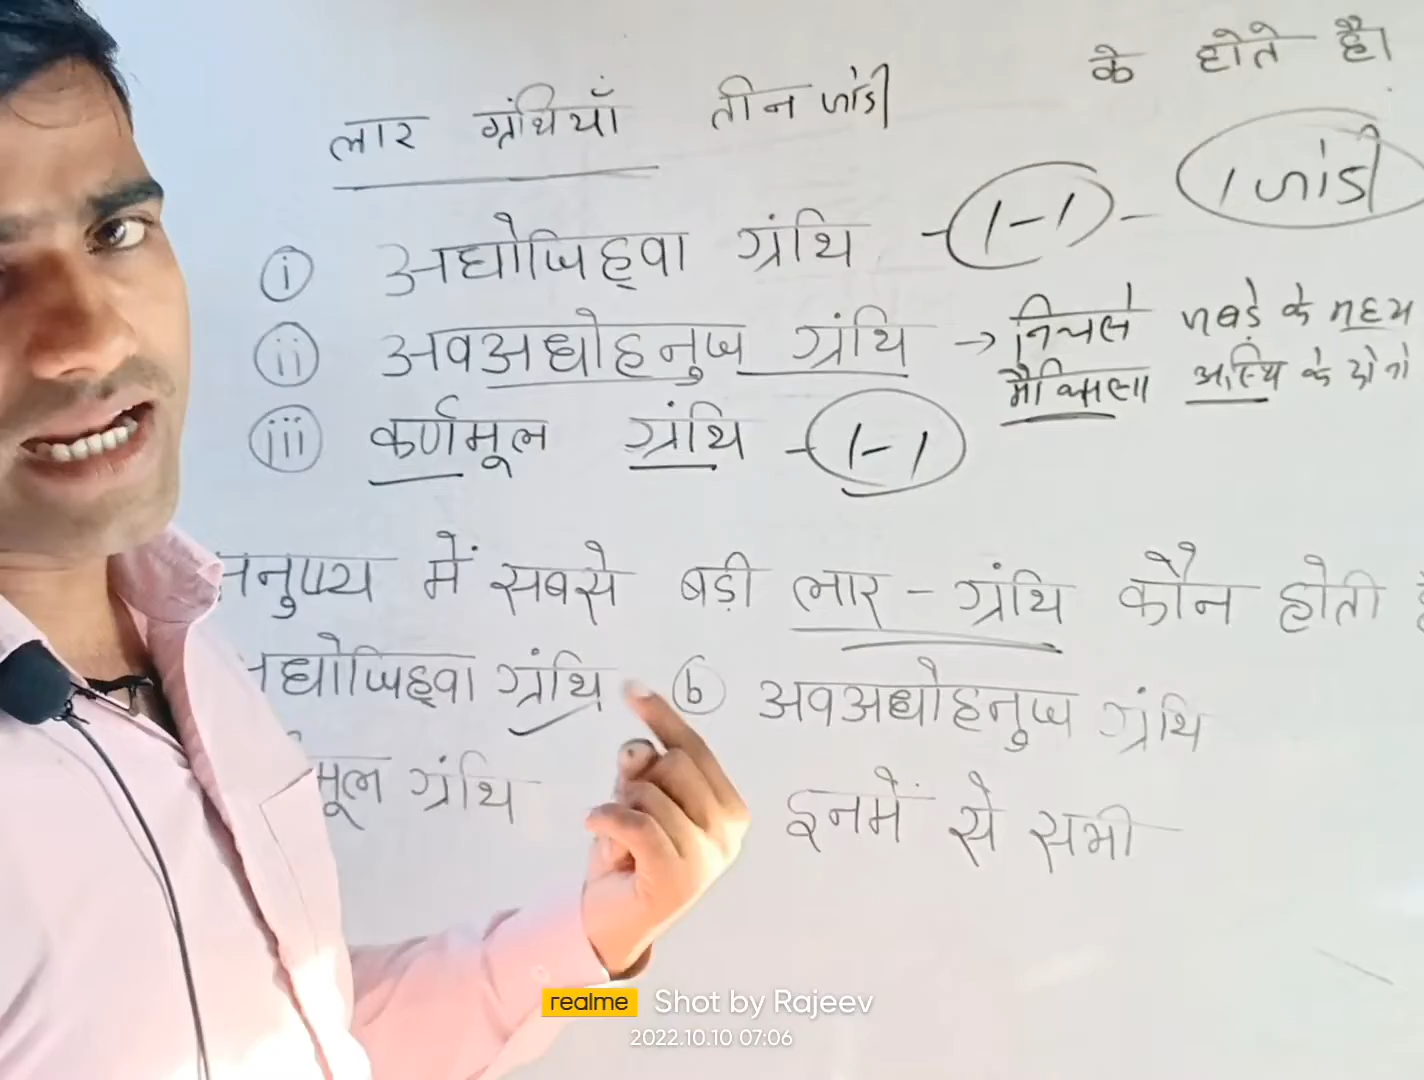 के होते है।
लार ग्रंथियाँ तीन जोडी
i अधोजिह्वा ग्रंथि - 1-1 - 1 जोडी
ii अवअधोहनुज ग्रंथि → निचले जबडे के मध्य
मैक्सिला अस्थि के दोनो
iii कर्णमूल ग्रंथि - 1-1
मनुष्य में सबसे बड़ी लार - ग्रंथि कौन होती
धोजिह्वा ग्रंथि b अवअधोहनुज ग्रंथि
मूल ग्रंथि इनमें से सभी
realme Shot by Rajeev
2022.10.10 07:06